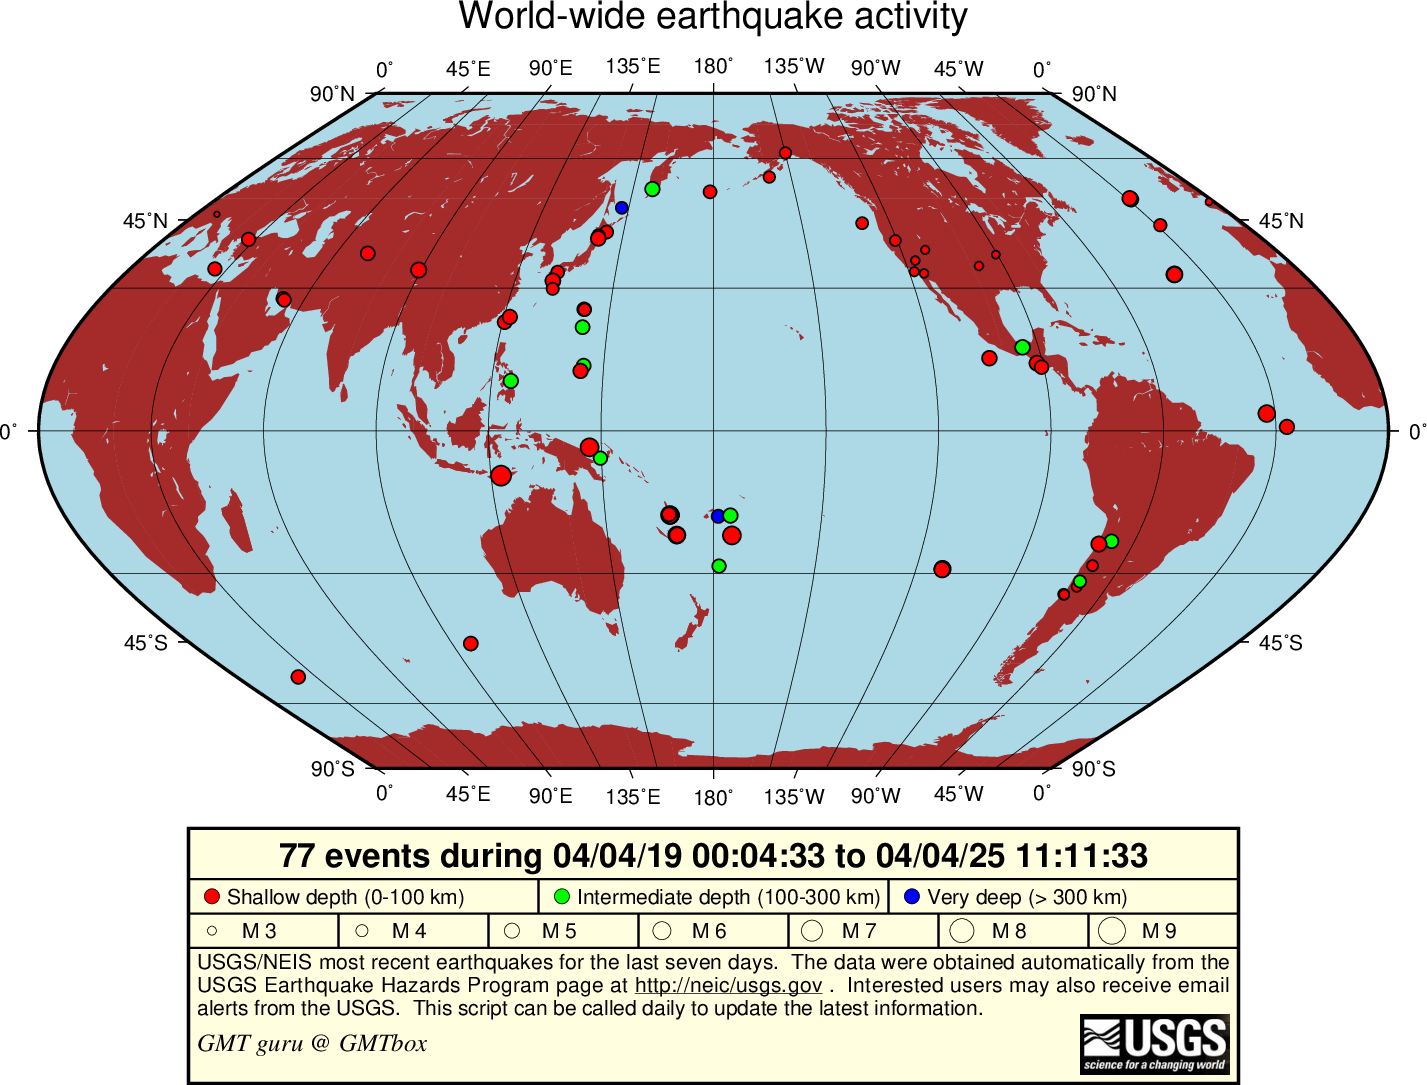 World-wide earthquake activity
0° 45°E 90°E 135°E 180° 135°W 90°W 45°W 0°
90°N 90°N
45°N 45°N
0° 0°
45°S 45°S
90°S 90°S
0° 45°E 90°E 135°E 180° 135°W 90°W 45°W 0°
77 events during 04/04/19 00:04:33 to 04/04/25 11:11:33
Shallow depth (0-100 km) Intermediate depth (100-300 km) Very deep (> 300 km)
M 3 M 4 M 5 M 6 M 7 M 8 M 9
USGS/NEIS most recent earthquakes for the last seven days. The data were obtained automatically from the
USGS Earthquake Hazards Program page at http://neic/usgs.gov . Interested users may also receive email
alerts from the USGS. This script can be called daily to update the latest information.
GMT guru @ GMTbox
USGS
science for a changing world